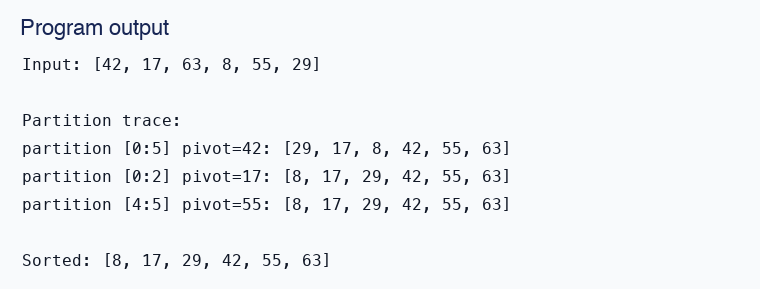 Program output
Input: [42, 17, 63, 8, 55, 29]
Partition trace:
partition [0:5] pivot=42: [29, 17, 8, 42, 55, 63]
partition [0:2] pivot=17: [8, 17, 29, 42, 55, 63]
partition [4:5] pivot=55: [8, 17, 29, 42, 55, 63]
Sorted: [8, 17, 29, 42, 55, 63]